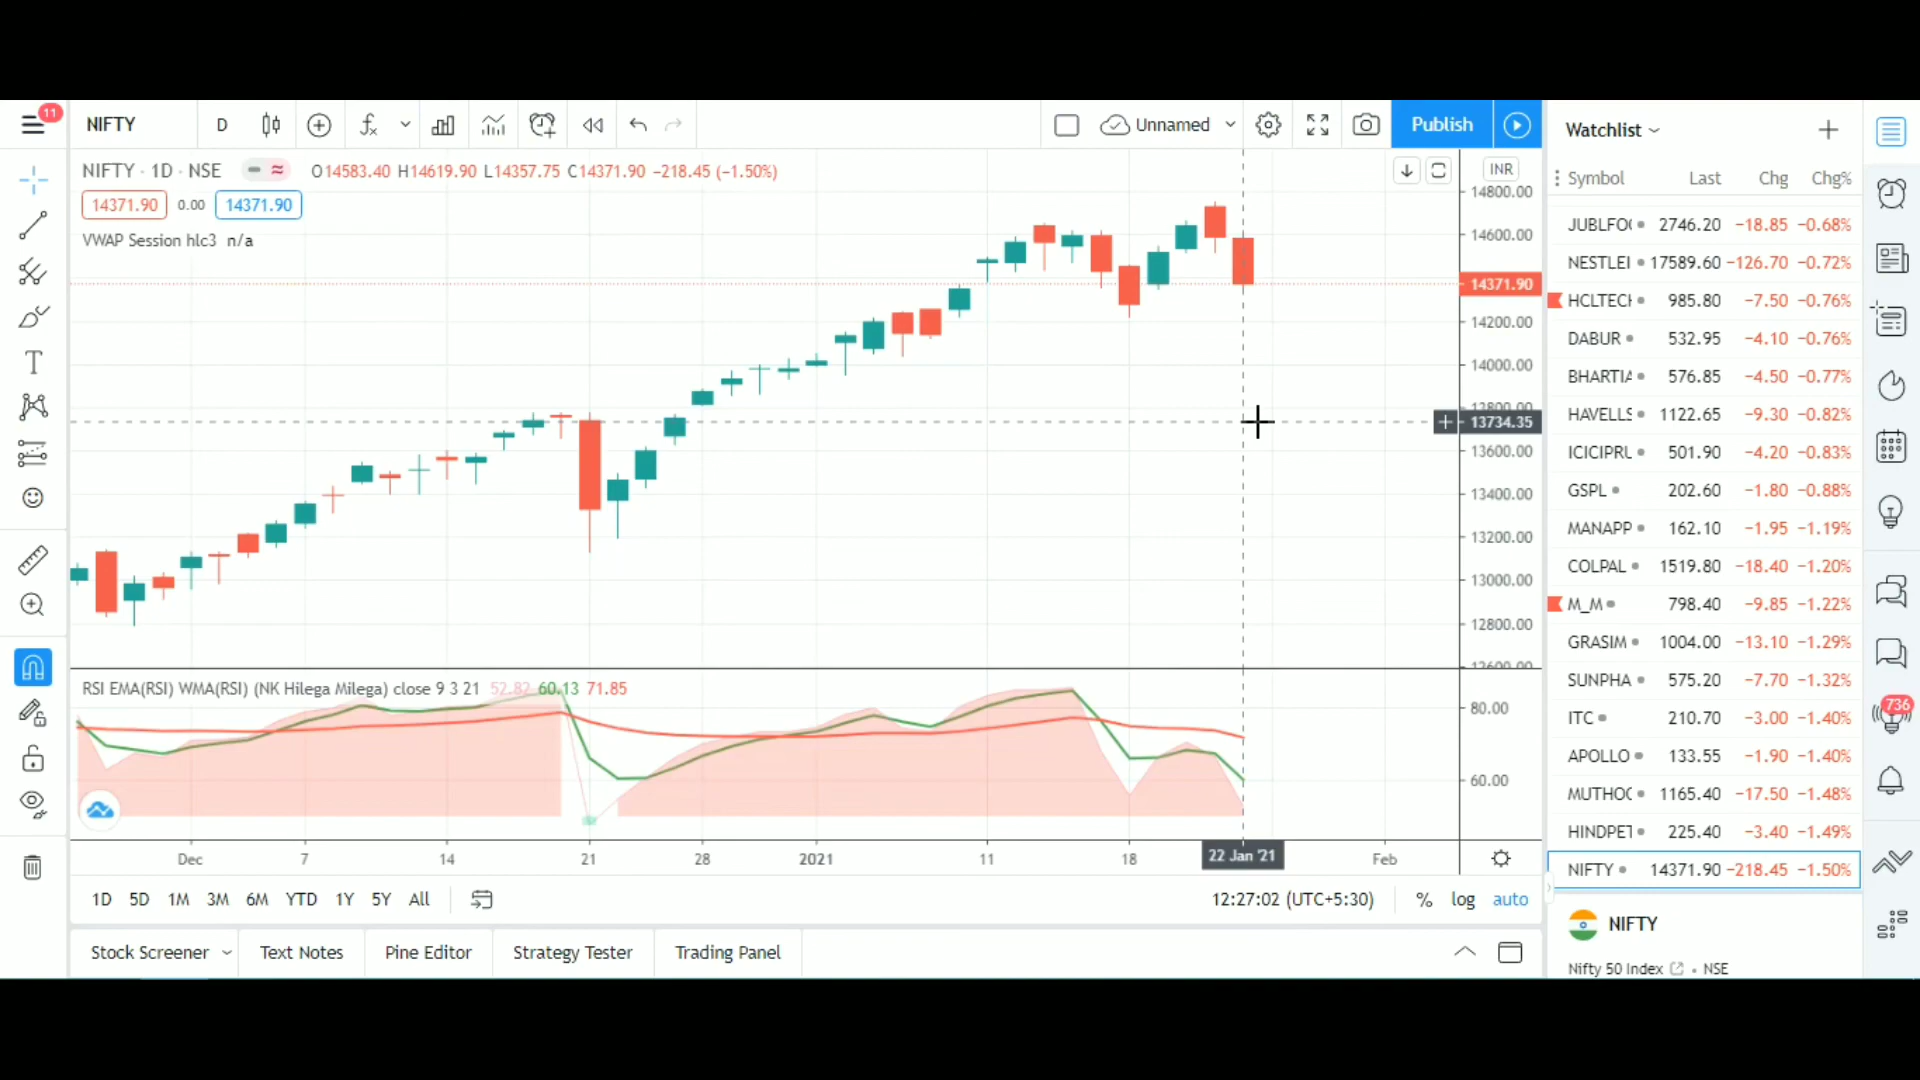 11
NIFTY D Unnamed Publish
NIFTY · 1D · NSE O14583.40 H14619.90 L14357.75 C14371.90 −218.45 (−1.50%)
14371.90 0.00 14371.90
VWAP Session hlc3 n/a
INR
14800.00
14600.00
14371.90
14200.00
14000.00
13800.00
13734.35
13600.00
13400.00
13200.00
13000.00
12800.00
12600.00
RSI EMA(RSI) WMA(RSI) (NK Hilega Milega) close 9 3 21 52.82 60.13 71.85
80.00
60.00
Dec 7 14 21 28 2021 11 18 22 Jan '21 Feb
1D 5D 1M 3M 6M YTD 1Y 5Y All 12:27:02 (UTC+5:30) % log auto
Stock Screener Text Notes Pine Editor Strategy Tester Trading Panel
Watchlist
Symbol Last Chg Chg%
JUBLFO 2746.20 −18.85 −0.68%
NESTLEI 17589.60 −126.70 −0.72%
HCLTECH 985.80 −7.50 −0.76%
DABUR 532.95 −4.10 −0.76%
BHARTIA 576.85 −4.50 −0.77%
HAVELLS 1122.65 −9.30 −0.82%
ICICIPRU 501.90 −4.20 −0.83%
GSPL 202.60 −1.80 −0.88%
MANAPP 162.10 −1.95 −1.19%
COLPAL 1519.80 −18.40 −1.20%
M_M 798.40 −9.85 −1.22%
GRASIM 1004.00 −13.10 −1.29%
SUNPHA 575.20 −7.70 −1.32%
ITC 210.70 −3.00 −1.40%
APOLLO 133.55 −1.90 −1.40%
MUTHOO 1165.40 −17.50 −1.48%
HINDPET 225.40 −3.40 −1.49%
NIFTY 14371.90 −218.45 −1.50%
NIFTY
Nifty 50 Index • NSE
736